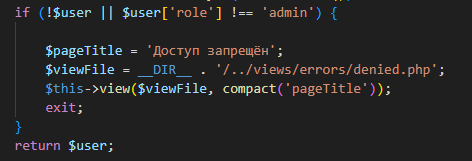 if (!$user || $user['role'] !== 'admin') {
$pageTitle = 'Доступ запрещён';
$viewFile = __DIR__ . '/../views/errors/denied.php';
$this->view($viewFile, compact('pageTitle'));
exit;
}
return $user;